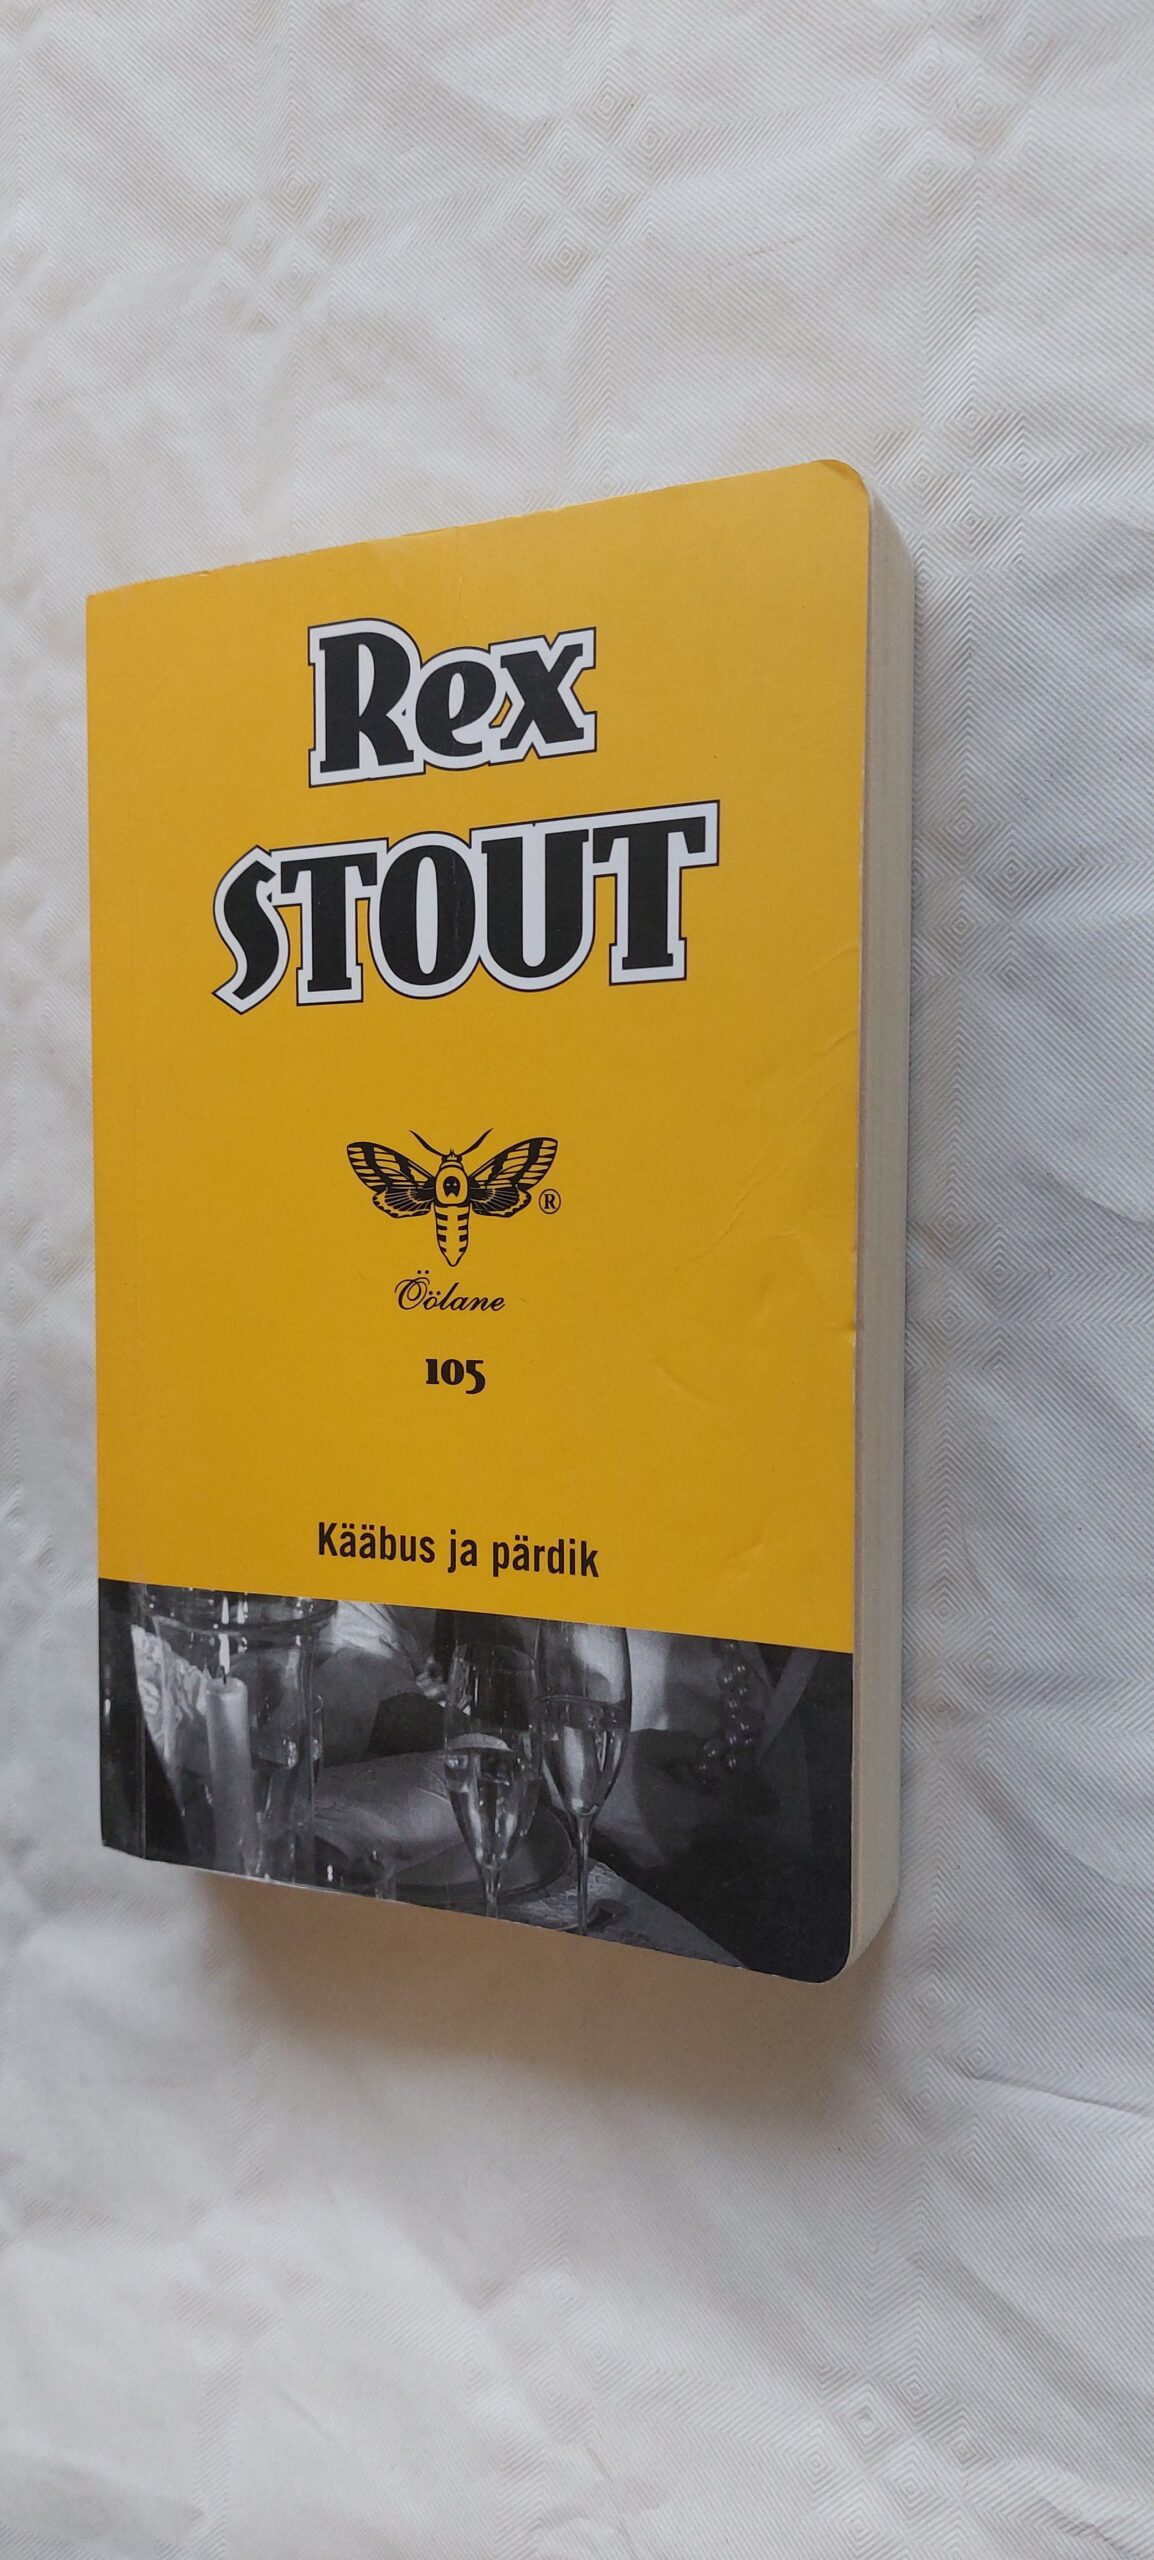 Rex
STOUT
®
Öölane
105
Kääbus ja pärdik